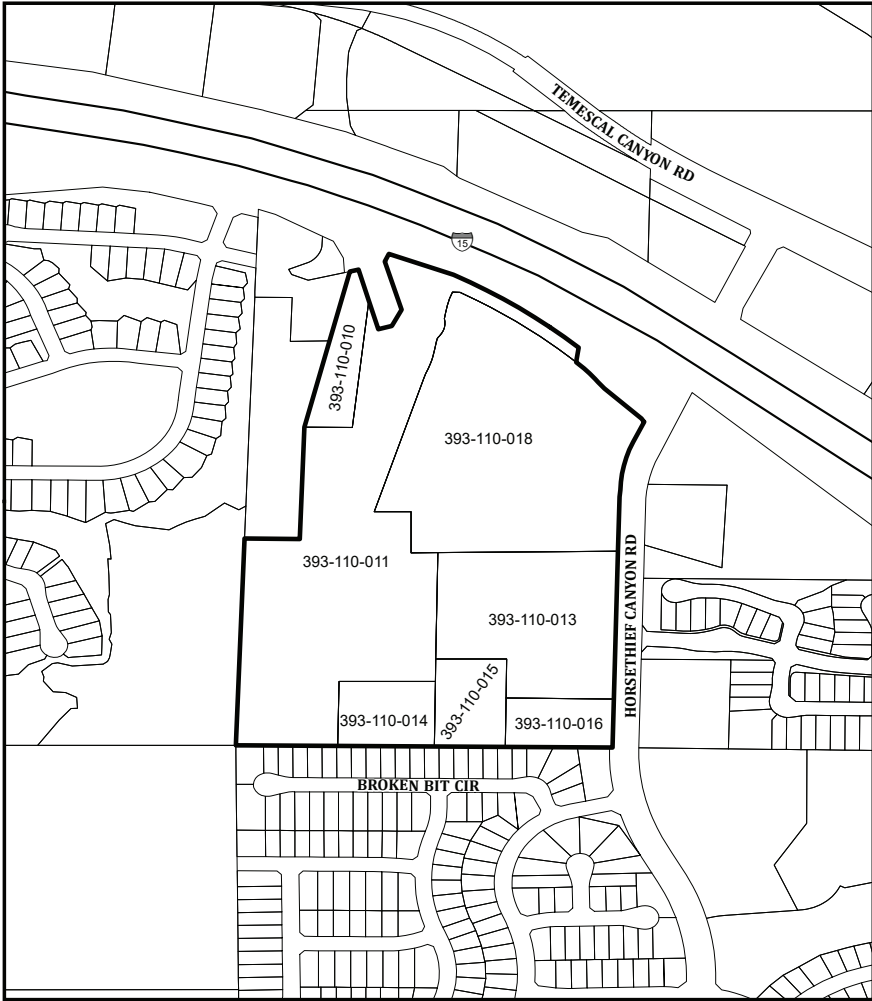 TEMESCAL CANYON RD
15
393-110-010
393-110-018
393-110-011
HORSETHIEF CANYON RD
393-110-013
393-110-015
393-110-014
393-110-016
BROKEN BIT CIR